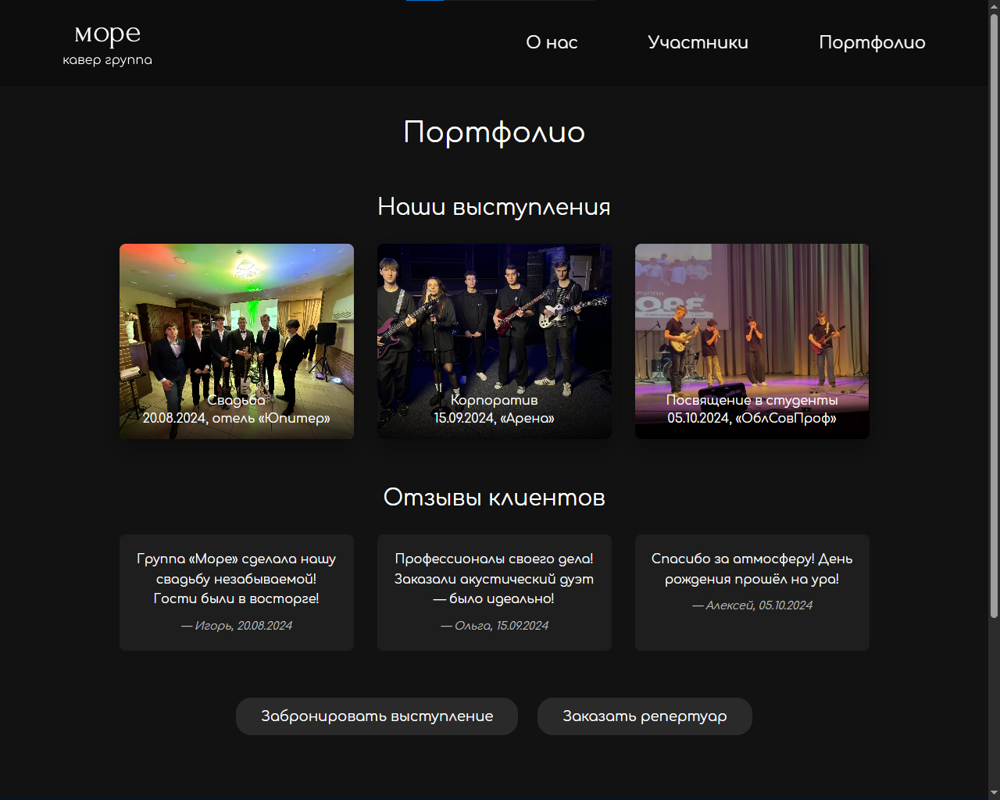 море
кавер группа
О нас
Участники
Портфолио
Портфолио
Наши выступления
РУППА
ОРЕ
Свадьба
20.08.2024, отель «Юпитер»
Корпоратив
15.09.2024, «Арена»
Посвящение в студенты
05.10.2024, «ОблСовПроф»
Отзывы клиентов
Группа «Море» сделала нашу
свадьбу незабываемой!
Гости были в восторге!
— Игорь, 20.08.2024
Профессионалы своего дела!
Заказали акустический дуэт
— было идеально!
— Ольга, 15.09.2024
Спасибо за атмосферу! День
рождения прошёл на ура!
— Алексей, 05.10.2024
Забронировать выступление
Заказать репертуар